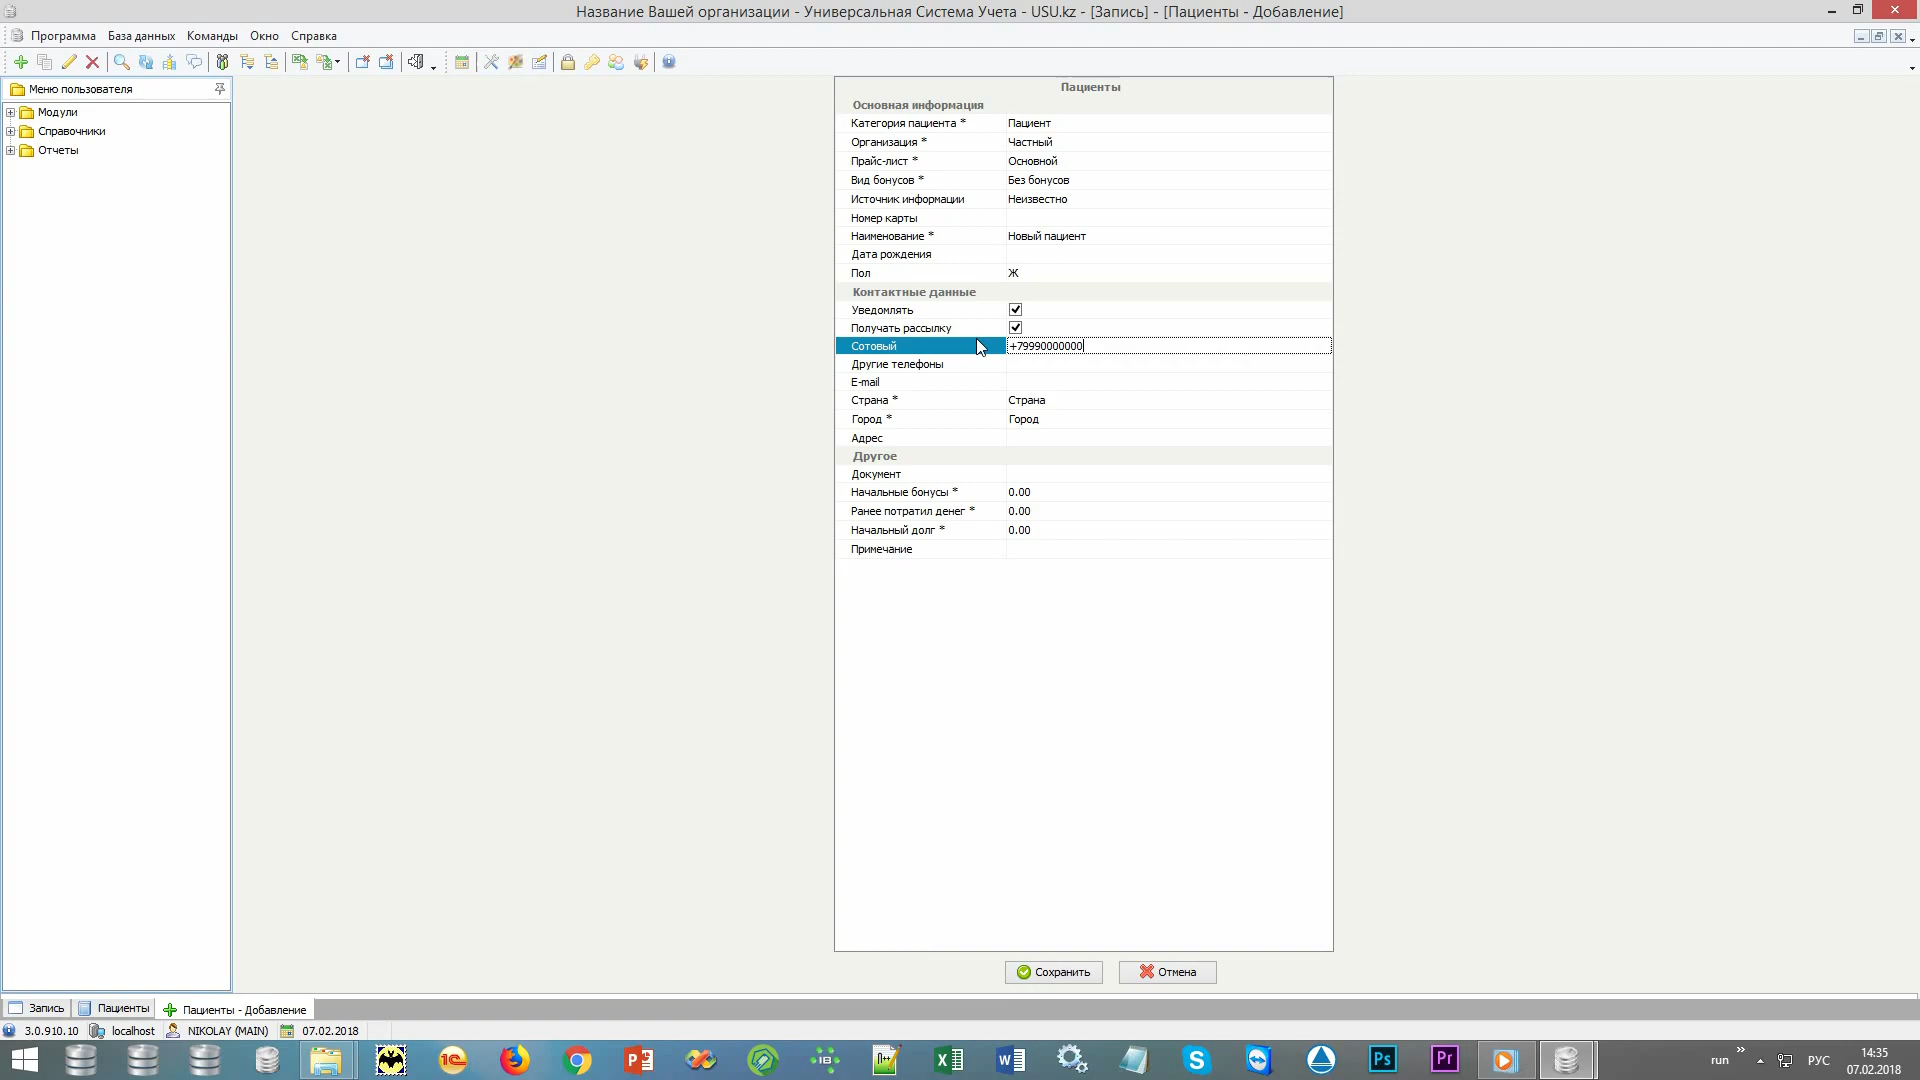 Название Вашей организации - Универсальная Система Учета - USU.kz - [Запись] - [Пациенты - Добавление]
Программа База данных Команды Окно Справка
Меню пользователя
Модули
Справочники
Отчеты
Пациенты
Основная информация
Категория пациента * Пациент
Организация * Частный
Прайс-лист * Основной
Вид бонусов * Без бонусов
Источник информации Неизвестно
Номер карты
Наименование * Новый пациент
Дата рождения
Пол Ж
Контактные данные
Уведомлять
Получать рассылку
Сотовый +79990000000
Другие телефоны
E-mail
Страна * Страна
Город * Город
Адрес
Другое
Документ
Начальные бонусы * 0.00
Ранее потратил денег * 0.00
Начальный долг * 0.00
Примечание
Сохранить Отмена
Запись Пациенты Пациенты - Добавление
3.0.910.10 localhost NIKOLAY (MAIN) 07.02.2018
run РУС 14:35
07.02.2018